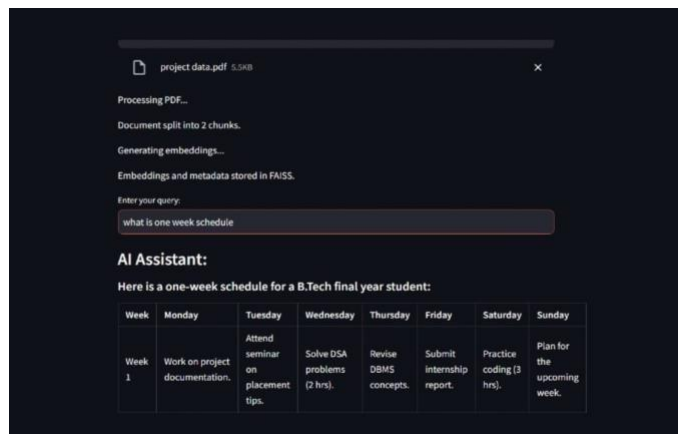 project data.pdf 5.5KB
Processing PDF...
Document split into 2 chunks.
Generating embeddings...
Embeddings and metadata stored in FAISS.
Enter your query:
what is one week schedule
AI Assistant:
Here is a one-week schedule for a B.Tech final year student:
Week Monday Tuesday Wednesday Thursday Friday Saturday Sunday
Week 1 Work on project documentation. Attend seminar on placement tips. Solve DSA problems (2 hrs). Revise DBMS concepts. Submit internship report. Practice coding (3 hrs). Plan for the upcoming week.